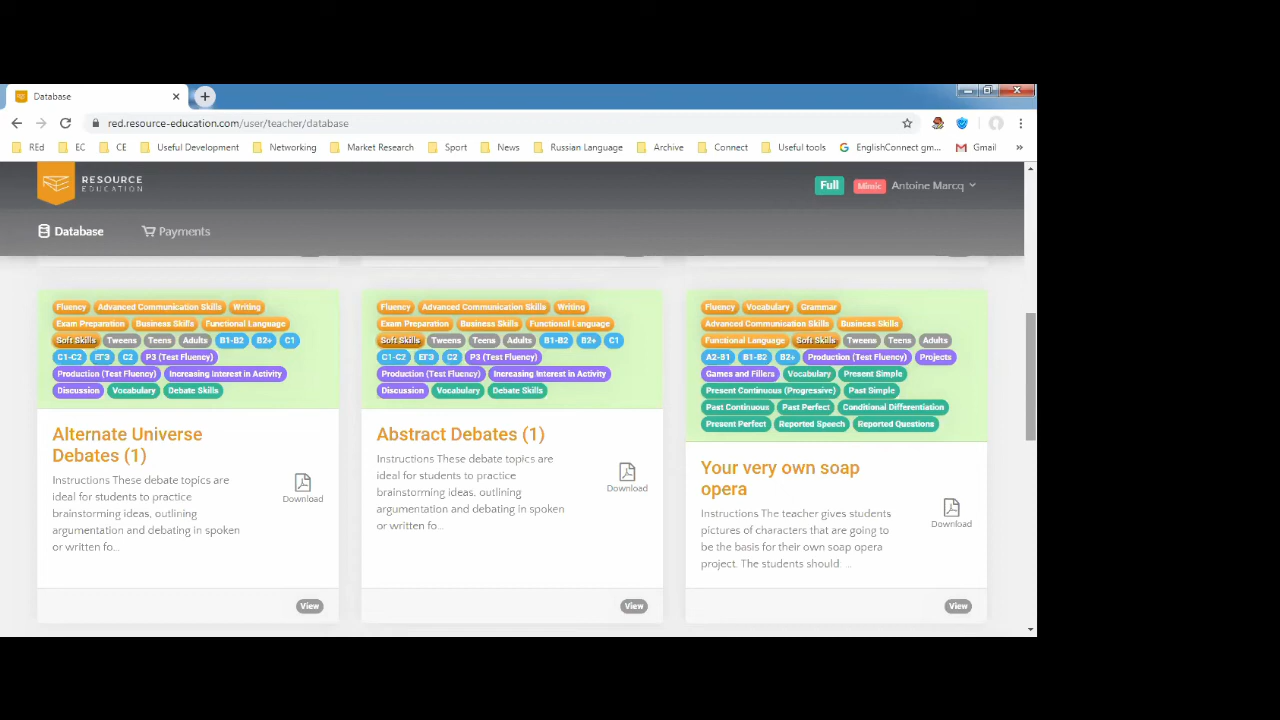 Database
red.resource-education.com/user/teacher/database
REd EC CE Useful Development Networking Market Research Sport News Russian Language Archive Connect Useful tools EnglishConnect gm... Gmail »
RESOURCE
EDUCATION
Full Mimic Antoine Marcq
Database Payments
Fluency Advanced Communication Skills Writing
Exam Preparation Business Skills Functional Language
Soft Skills Tweens Teens Adults B1-B2 B2+ C1
C1-C2 ЕГЭ C2 P3 (Test Fluency)
Production (Test Fluency) Increasing Interest in Activity
Discussion Vocabulary Debate Skills
Alternate Universe
Debates (1)
Instructions These debate topics are
ideal for students to practice
brainstorming ideas, outlining
argumentation and debating in spoken
or written fo...
Download
View
Fluency Advanced Communication Skills Writing
Exam Preparation Business Skills Functional Language
Soft Skills Tweens Teens Adults B1-B2 B2+ C1
C1-C2 ЕГЭ C2 P3 (Test Fluency)
Production (Test Fluency) Increasing Interest in Activity
Discussion Vocabulary Debate Skills
Abstract Debates (1)
Instructions These debate topics are
ideal for students to practice
brainstorming ideas, outlining
argumentation and debating in spoken
or written fo...
Download
View
Fluency Vocabulary Grammar
Advanced Communication Skills Business Skills
Functional Language Soft Skills Tweens Teens Adults
A2-B1 B1-B2 B2+ Production (Test Fluency) Projects
Games and Fillers Vocabulary Present Simple
Present Continuous (Progressive) Past Simple
Past Continuous Past Perfect Conditional Differentiation
Present Perfect Reported Speech Reported Questions
Your very own soap
opera
Instructions The teacher gives students
pictures of characters that are going to
be the basis for their own soap opera
project. The students should: ...
Download
View